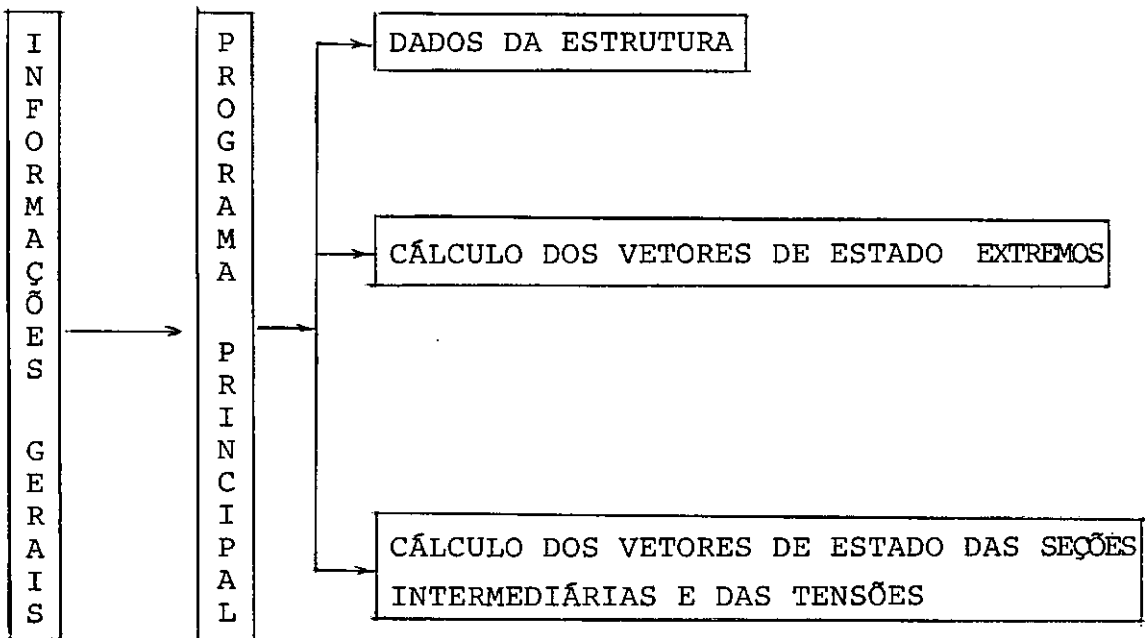 INFORMAÇÕES GERAIS
PROGRAMA PRINCIPAL
DADOS DA ESTRUTURA
CÁLCULO DOS VETORES DE ESTADO EXTREMOS
CÁLCULO DOS VETORES DE ESTADO DAS SEÇÕES
INTERMEDIÁRIAS E DAS TENSÕES